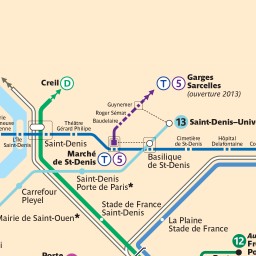 Creil D
T 5 Garges
Sarcelles
(ouverture 2013)
Guynemer
Roger Sémat
Baudelaire
13 Saint-Denis–Univ
Théâtre
Gérard Philipe
L'Île
Saint-Denis
Saint-Denis
Cimetière
de St-Denis
Hôpital
Delafontaine
Marché
de St-Denis
T 5
Basilique
de St-Denis
Saint-Denis
Porte de Paris*
Carrefour
Pleyel
Mairie de Saint-Ouen*
Stade de France
Saint-Denis
La Plaine
Stade de France
12
Porte